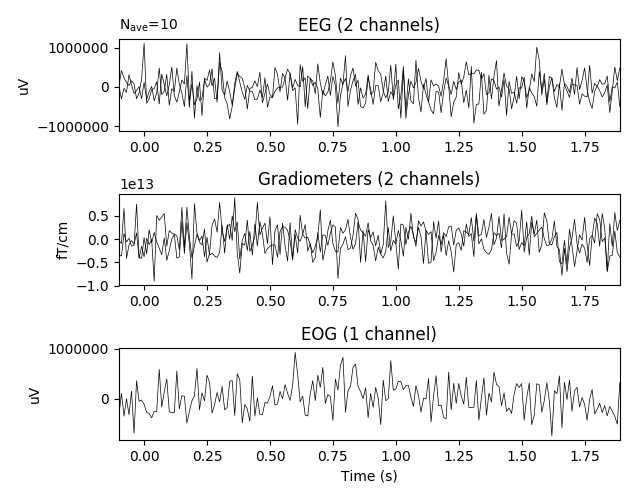 N_ave=10
EEG (2 channels)
uV
1000000
0
−1000000
0.00 0.25 0.50 0.75 1.00 1.25 1.50 1.75
1e13
Gradiometers (2 channels)
fT/cm
0.5
0.0
−0.5
−1.0
0.00 0.25 0.50 0.75 1.00 1.25 1.50 1.75
EOG (1 channel)
uV
1000000
0
0.00 0.25 0.50 0.75 1.00 1.25 1.50 1.75
Time (s)